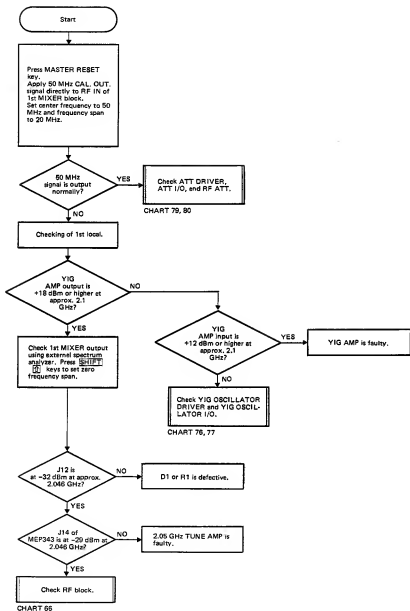 Start
Press MASTER RESET
key.
Apply 50 MHz CAL. OUT.
signal directly to RF IN of
1st MIXER block.
Set center frequency to 50
MHz and frequency span
to 20 MHz.
50 MHz
signal is output
normally?
YES
Check ATT DRIVER,
ATT I/O, and RF ATT.
CHART 79, 80
NO
Checking of 1st local.
YIG
AMP output is
+18 dBm or higher at
approx. 2.1
GHz?
NO
YES
YIG
AMP input is
+12 dBm or higher at
approx. 2.1
GHz?
YES
YIG AMP is faulty.
NO
Check YIG OSCILLATOR
DRIVER and YIG OSCIL-
LATOR I/O.
CHART 76, 77
Check 1st MIXER output
using external spectrum
analyzer. Press SHIFT
⇧ keys to set zero
frequency span.
J12 is
at −32 dBm at approx.
2.046 GHz?
NO
D1 or R1 is defective.
YES
J14 of
MEP343 is at −29 dBm at
2.046 GHz?
NO
2.05 GHz TUNE AMP is
faulty.
YES
Check RF block.
CHART 66